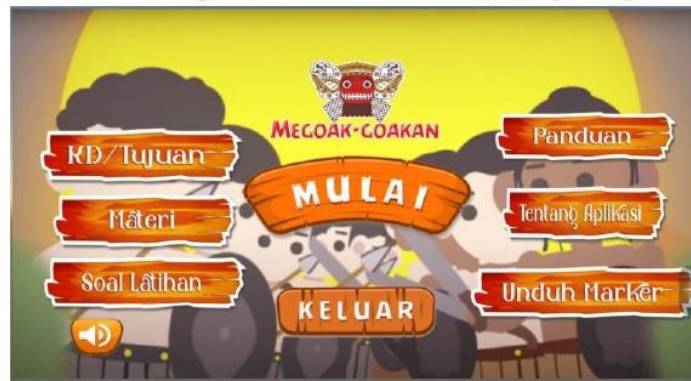 MEGOAK-GOAKAN
KD/Tujuan
Materi
Soal Latihan
MULAI
KELUAR
Panduan
Tentang Aplikasi
Unduh Marker